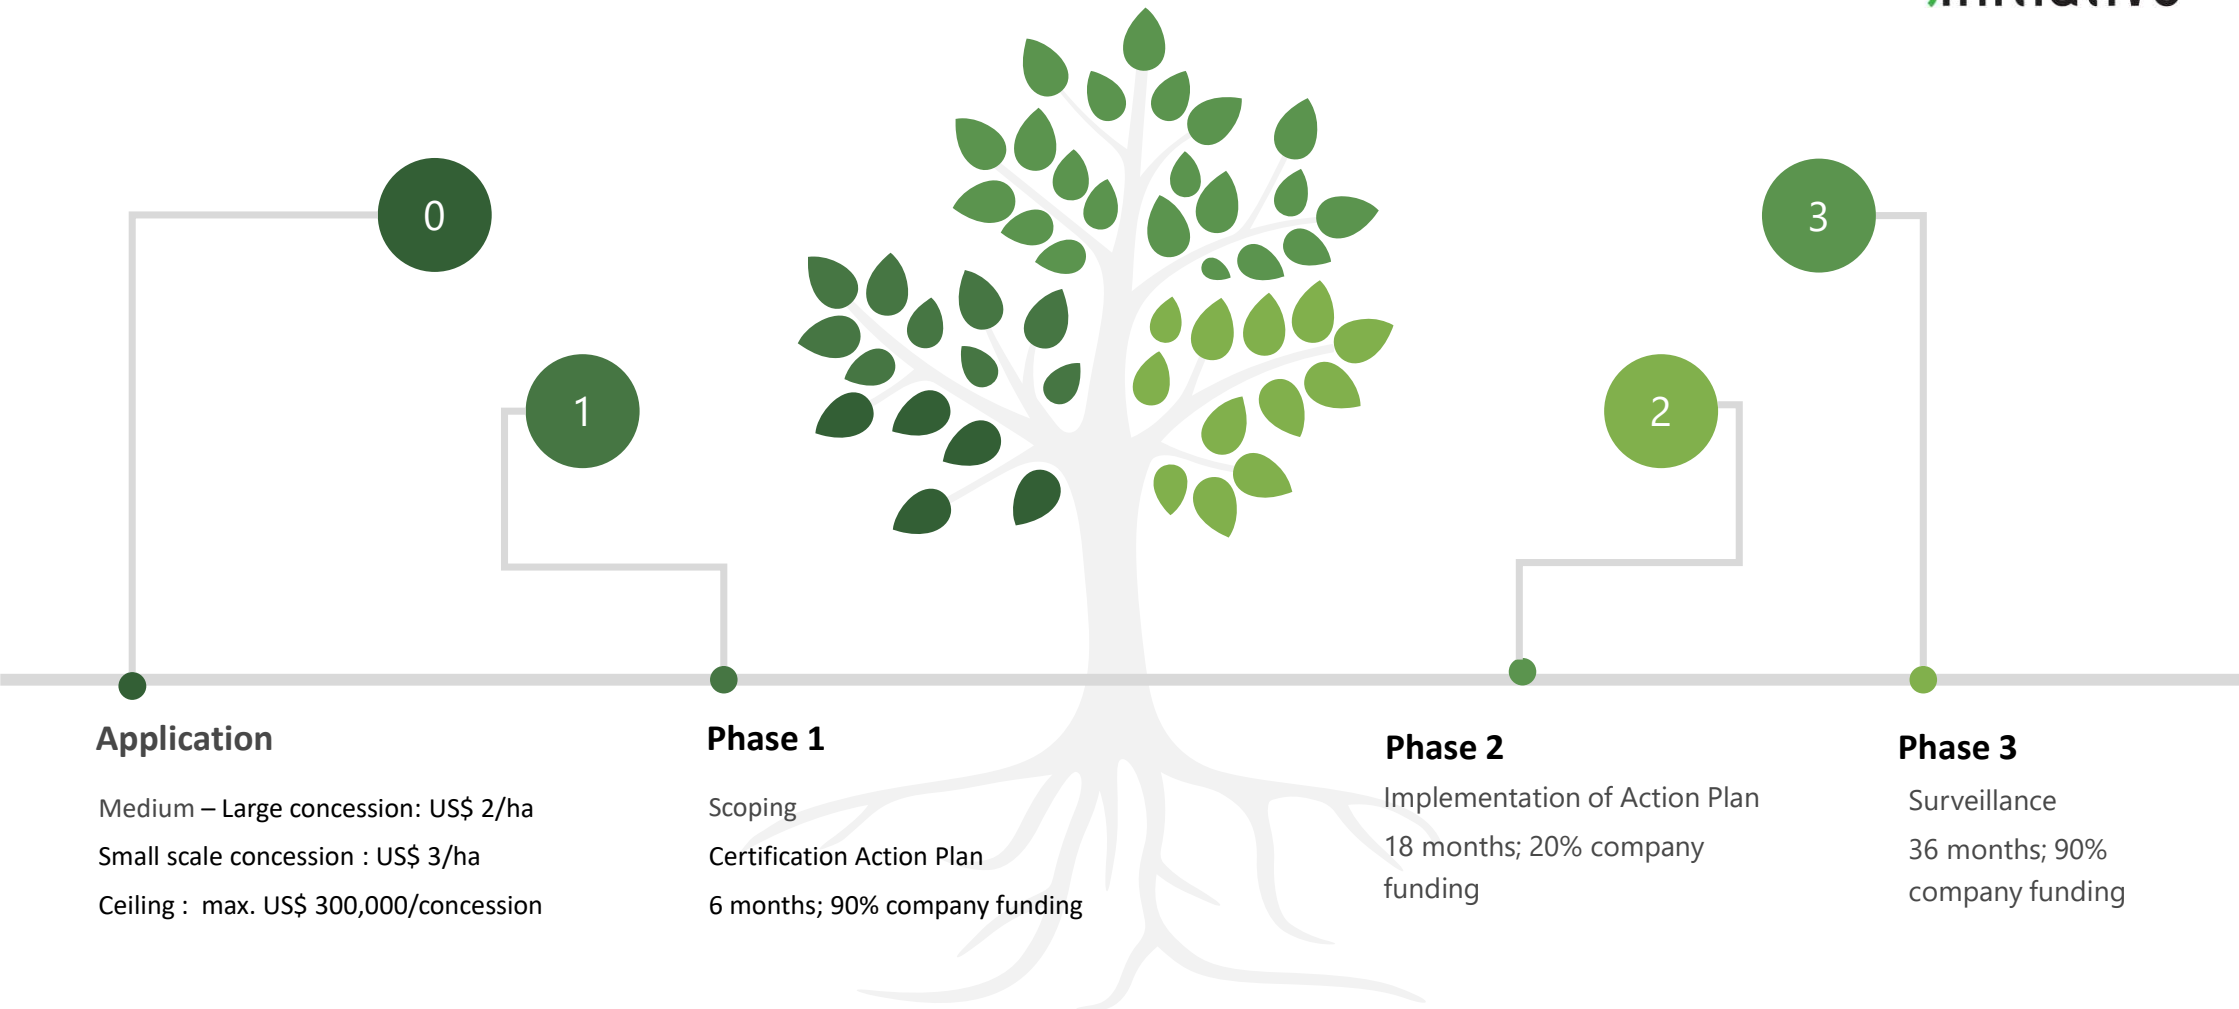 0
3
1
2
Application
Medium – Large concession: US$ 2/ha
Small scale concession : US$ 3/ha
Ceiling : max. US$ 300,000/concession
Phase 1
Scoping
Certification Action Plan
6 months; 90% company funding
Phase 2
Implementation of Action Plan
18 months; 20% company
funding
Phase 3
Surveillance
36 months; 90%
company funding